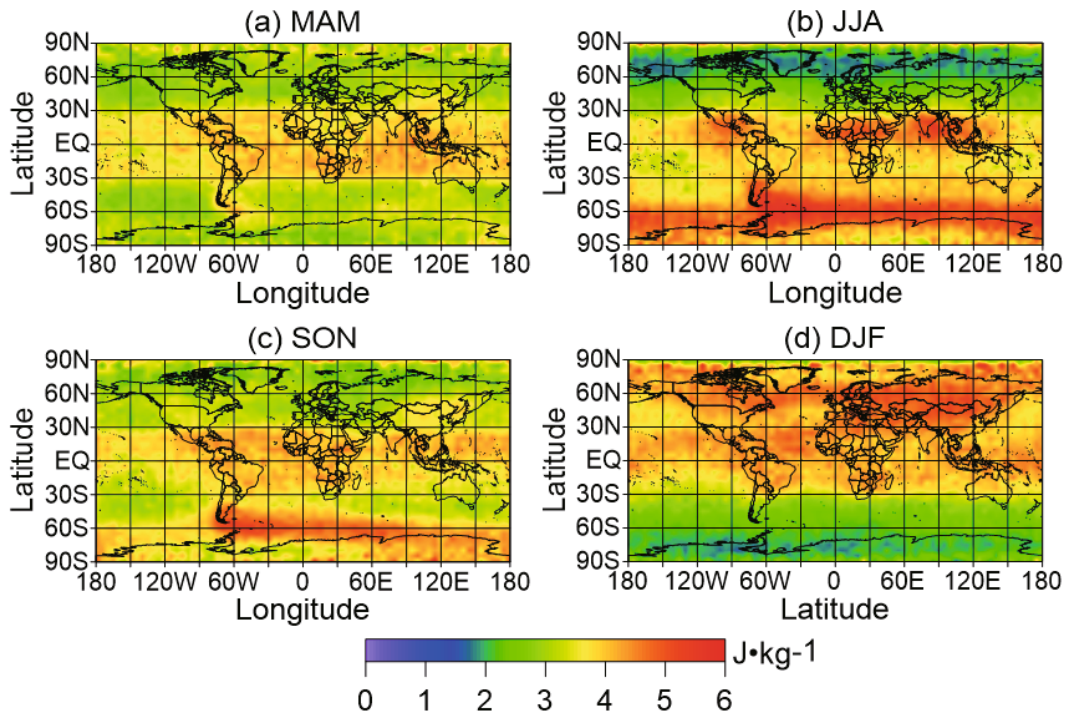 (a) MAM
(b) JJA
90N
60N
30N
EQ
30S
60S
90S
Latitude
180 120W 60W 0 60E 120E 180
Longitude
90N
60N
30N
EQ
30S
60S
90S
Latitude
180 120W 60W 0 60E 120E 180
Longitude
(c) SON
(d) DJF
90N
60N
30N
EQ
30S
60S
90S
Latitude
180 120W 60W 0 60E 120E 180
Longitude
90N
60N
30N
EQ
30S
60S
90S
Latitude
180 120W 60W 0 60E 120E 180
Latitude
J•kg-1
0 1 2 3 4 5 6